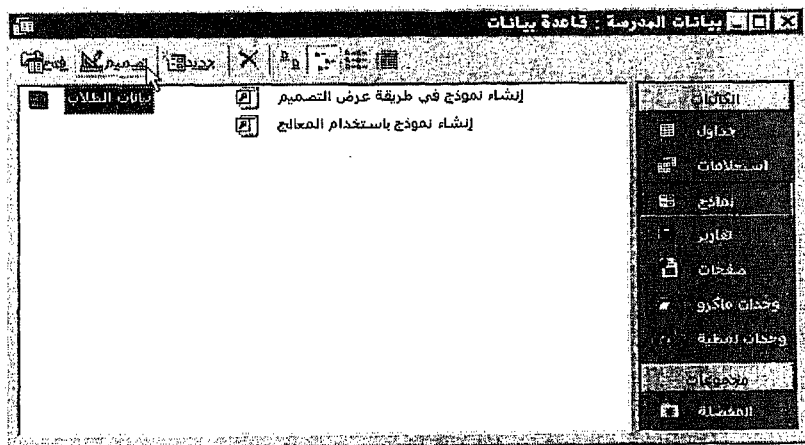 بيانات المدرسة : قاعدة بيانات
فتح تصميم جديد
إنشاء نموذج في طريقة عرض التصميم
إنشاء نموذج باستخدام المعالج
بيانات الطلاب
الكائنات
جداول
استعلامات
نماذج
تقارير
صفحات
وحدات ماكرو
وحدات نمطية
مجموعات
المفضلة